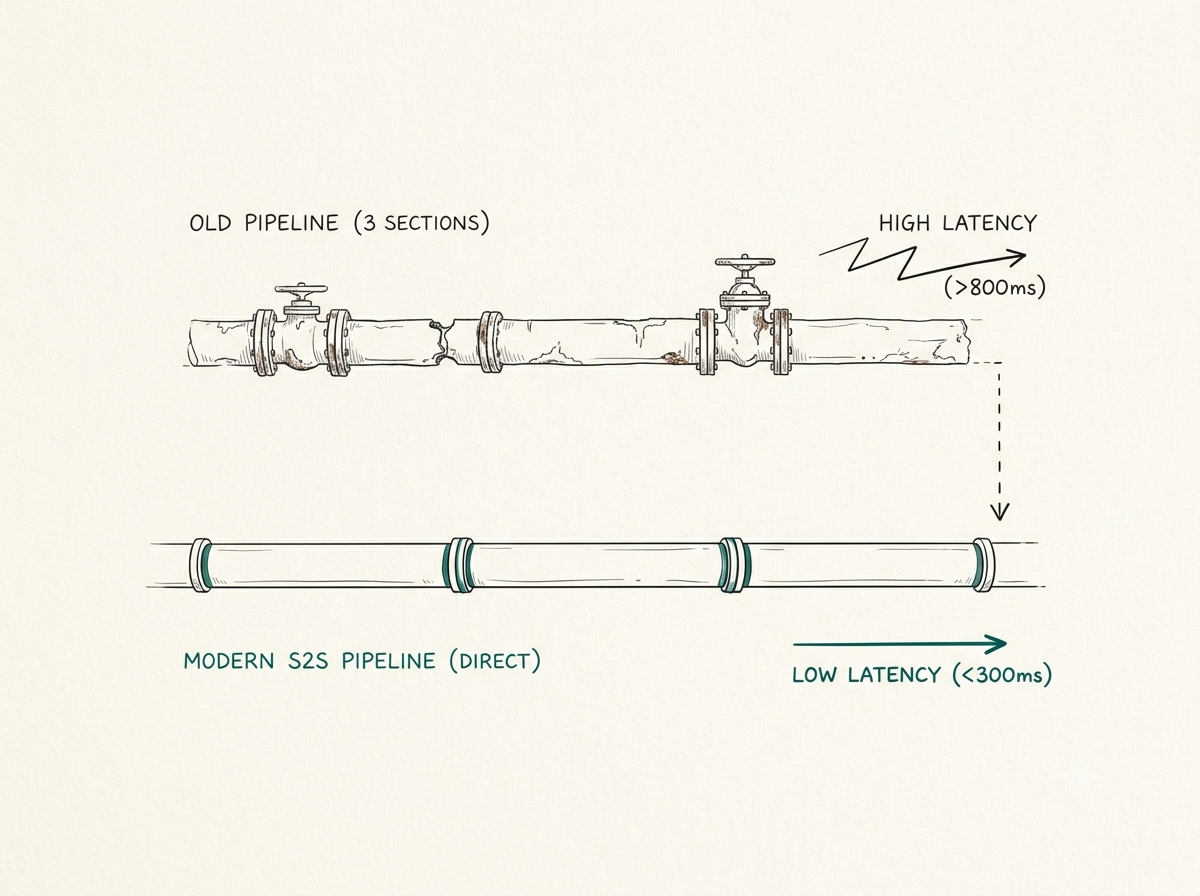 OLD PIPELINE (3 SECTIONS)
HIGH LATENCY
(>800ms)
MODERN S2S PIPELINE (DIRECT)
LOW LATENCY (<300ms)